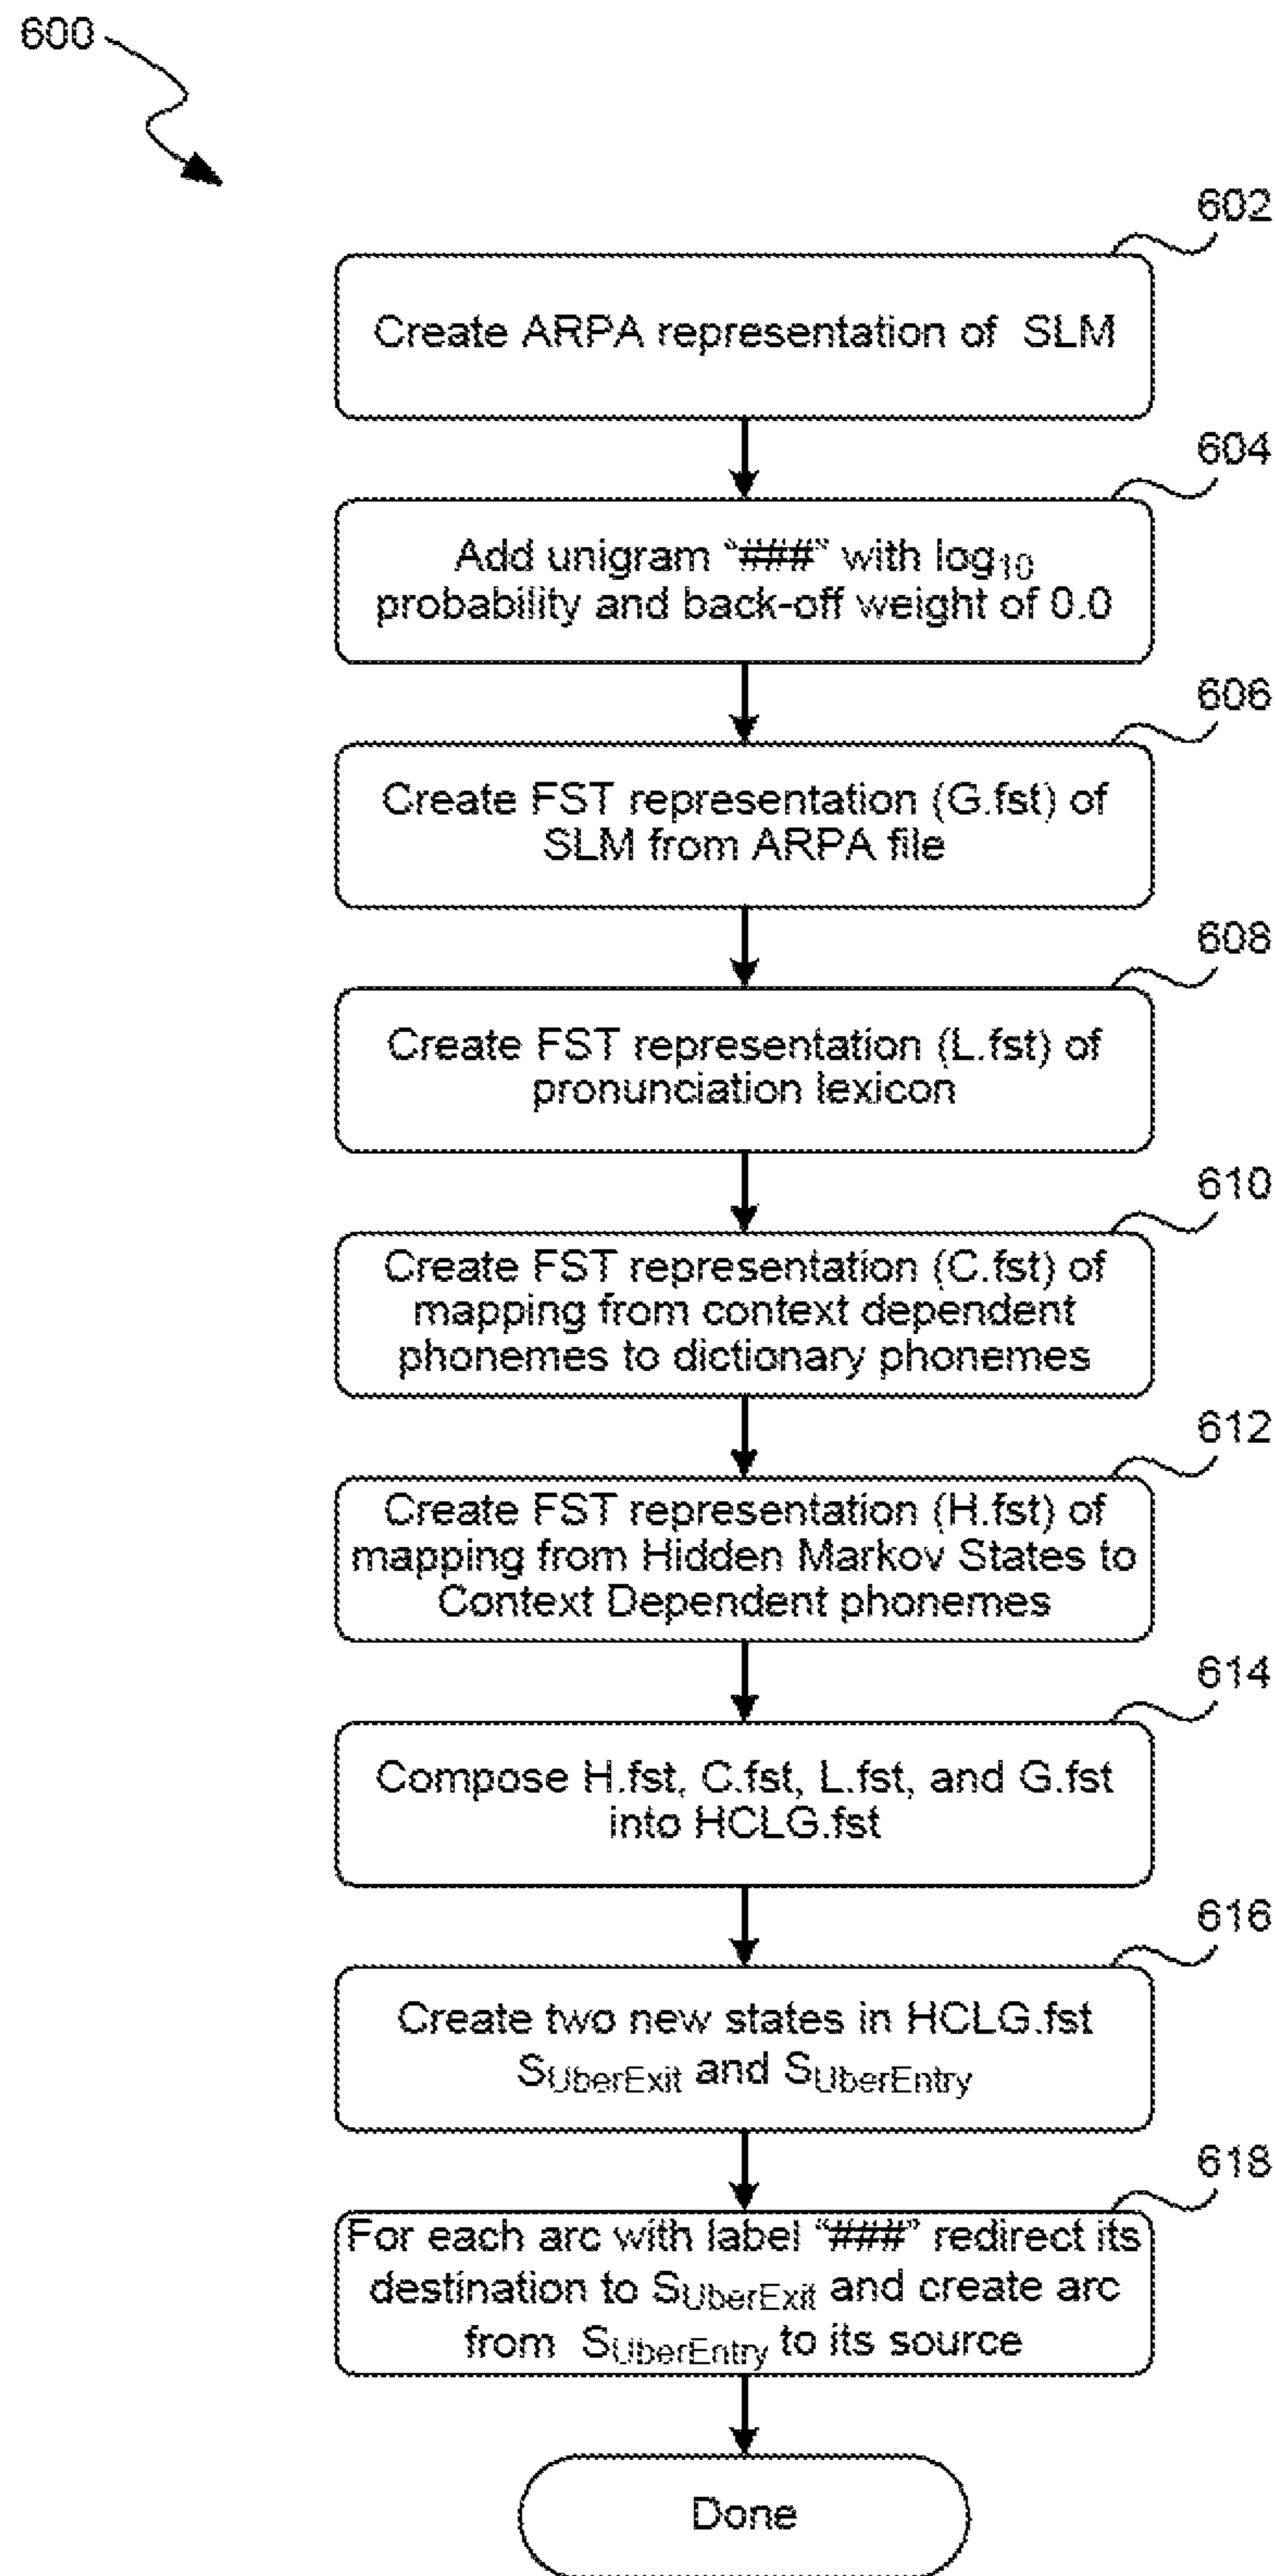 600
602
Create ARPA representation of SLM
604
Add unigram “###” with log10
probability and back-off weight of 0.0
606
Create FST representation (G.fst) of
SLM from ARPA file
608
Create FST representation (L.fst) of
pronunciation lexicon
610
Create FST representation (C.fst) of
mapping from context dependent
phonemes to dictionary phonemes
612
Create FST representation (H.fst) of
mapping from Hidden Markov States to
Context Dependent phonemes
614
Compose H.fst, C.fst, L.fst, and G.fst
into HCLG.fst
616
Create two new states in HCLG.fst
SUberExit and SUberEntry
618
For each arc with label “###” redirect its
destination to SUberExit and create arc
from SUberEntry to its source
Done